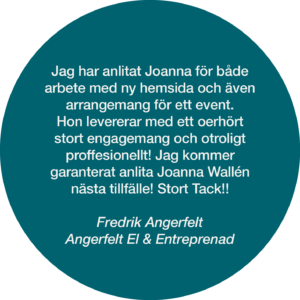 Jag har anlitat Joanna för både
arbete med ny hemsida och även
arrangemang för ett event.
Hon levererar med ett oerhört
stort engagemang och otroligt
proffesionellt! Jag kommer
garanterat anlita Joanna Wallén
nästa tillfälle! Stort Tack!!
Fredrik Angerfelt
Angerfelt El & Entreprenad